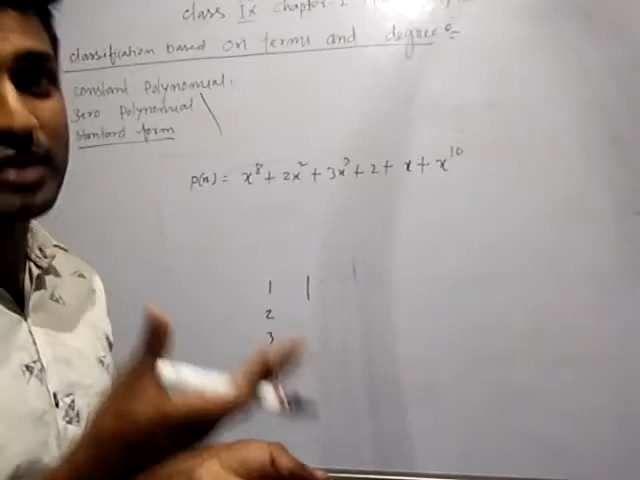 class IX chapter-2
classification based on terms and degree:-
constant Polynomial.
zero Polynomial
standard form
p(x) = x⁸ + 2x² + 3x⁹ + 2 + x + x¹⁰
1
2
3